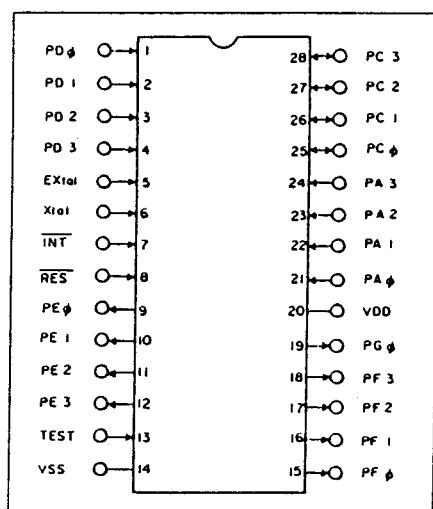 PDϕ 1 28 PC 3
PD 1 2 27 PC 2
PD 2 3 26 PC 1
PD 3 4 25 PCϕ
EXtal 5 24 PA 3
Xtal 6 23 PA 2
INT 7 22 PA 1
RES 8 21 PAϕ
PEϕ 9 20 VDD
PE 1 10 19 PGϕ
PE 2 11 18 PF 3
PE 3 12 17 PF 2
TEST 13 16 PF 1
VSS 14 15 PFϕ